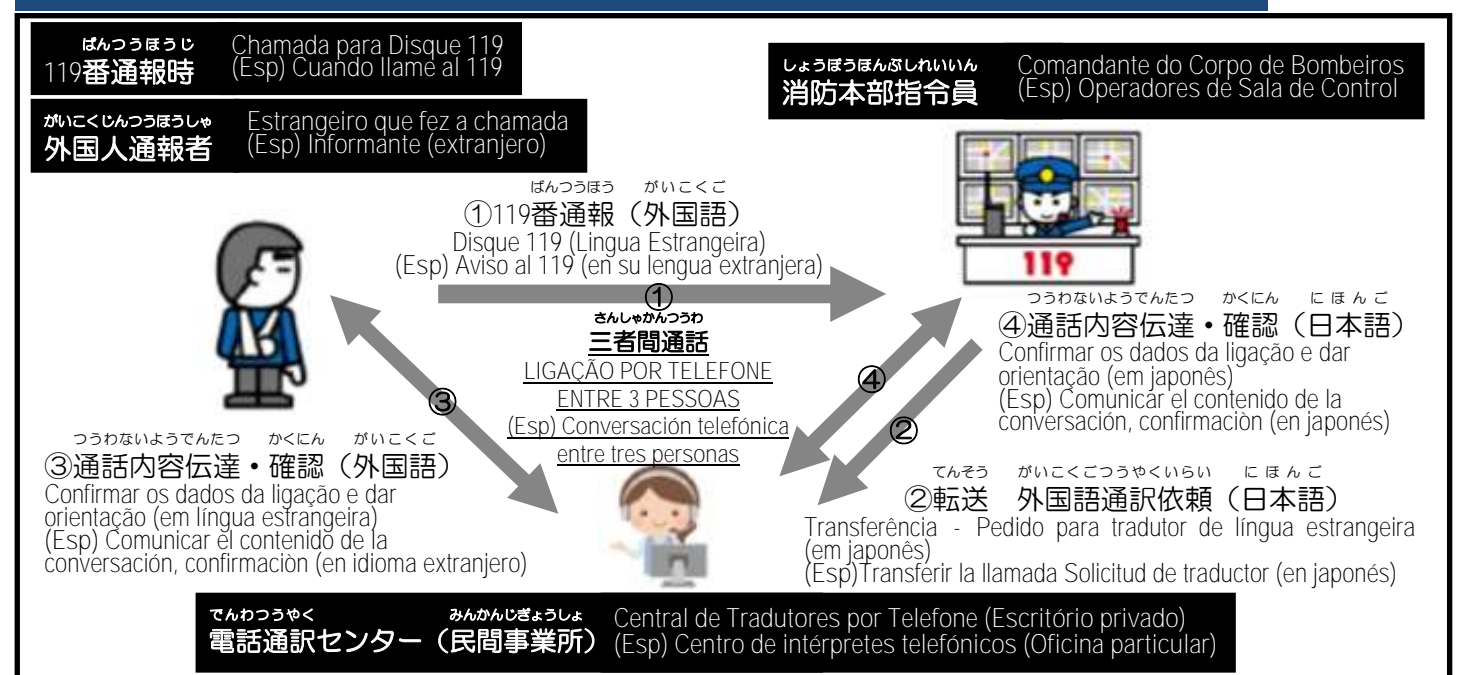 ばんつうほうじ
119番通報時
Chamada para Disque 119
(Esp) Cuando llame al 119
がいこくじんつうほうしゃ
外国人通報者
Estrangeiro que fez a chamada
(Esp) Informante (extranjero)
しょうぼうほんぶしれいいん
消防本部指令員
Comandante do Corpo de Bombeiros
(Esp) Operadores de Sala de Control
ばんつうほう がいこくご
①119番通報（外国語）
Disque 119 (Lingua Estrangeira)
(Esp) Aviso al 119 (en su lengua extranjera)
①
119
さんしゃかんつうわ
三者間通話
LIGAÇÃO POR TELEFONE
ENTRE 3 PESSOAS
(Esp) Conversación telefónica
entre tres personas
③
④
②
つうわないようでんたつ かくにん にほんご
④通話内容伝達・確認（日本語）
Confirmar os dados da ligação e dar
orientação (em japonês)
(Esp) Comunicar el contenido de la
conversación, confirmaciòn (en japonés)
つうわないようでんたつ かくにん がいこくご
③通話内容伝達・確認（外国語）
Confirmar os dados da ligação e dar
orientação (em língua estrangeira)
(Esp) Comunicar el contenido de la
conversación, confirmaciòn (en idioma extranjero)
てんそう がいこくごつうやくいらい にほんご
②転送 外国語通訳依頼（日本語）
Transferência - Pedido para tradutor de língua estrangeira
(em japonês)
(Esp)Transferir la llamada Solicitud de traductor (en japonés)
でんわつうやく みんかんじぎょうしょ
電話通訳センター（民間事業所）
Central de Tradutores por Telefone (Escritório privado)
(Esp) Centro de intérpretes telefónicos (Oficina particular)